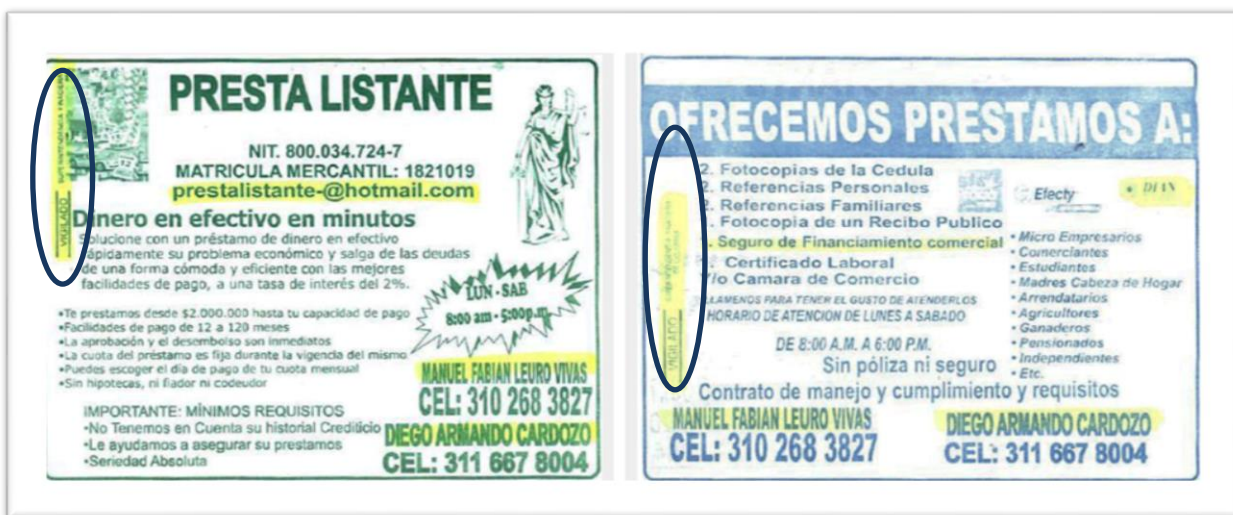 SUPERINTENDENCIA FINANCIERA
VIGILADO
PRESTA LISTANTE
NIT. 800.034.724-7
MATRICULA MERCANTIL: 1821019
prestalistante-@hotmail.com
Dinero en efectivo en minutos
Solucione con un préstamo de dinero en efectivo
rápidamente su problema económico y salga de las deudas
de una forma cómoda y eficiente con las mejores
facilidades de pago, a una tasa de interés del 2%.
LUN - SAB
8:00 am - 5:00p.m
•Te prestamos desde $2.000.000 hasta tu capacidad de pago
•Facilidades de pago de 12 a 120 meses
•La aprobación y el desembolso son inmediatos
•La cuota del préstamo es fija durante la vigencia del mismo
•Puedes escoger el día de pago de tu cuota mensual
•Sin hipotecas, ni fiador ni codeudor
IMPORTANTE: MÍNIMOS REQUISITOS
•No Tenemos en Cuenta su historial Crediticio
•Le ayudamos a asegurar su prestamos
•Seriedad Absoluta
MANUEL FABIAN LEURO VIVAS
CEL: 310 268 3827
DIEGO ARMANDO CARDOZO
CEL: 311 667 8004
OFRECEMOS PRESTAMOS A:
2. Fotocopias de la Cedula
2. Referencias Personales
2. Referencias Familiares
. Fotocopia de un Recibo Publico
. Seguro de Financiamiento comercial
Certificado Laboral
Y/o Camara de Comercio
LLAMENOS PARA TENER EL GUSTO DE ATENDERLOS
HORARIO DE ATENCION DE LUNES A SABADO
DE 8:00 A.M. A 6:00 P.M.
VIGILADO
Efecty
• DIAN
• Micro Empresarios
• Comerciantes
• Estudiantes
• Madres Cabeza de Hogar
• Arrendatarios
• Agricultores
• Ganaderos
• Pensionados
• Independientes
• Etc.
Sin póliza ni seguro
Contrato de manejo y cumplimiento y requisitos
MANUEL FABIAN LEURO VIVAS
CEL: 310 268 3827
DIEGO ARMANDO CARDOZO
CEL: 311 667 8004